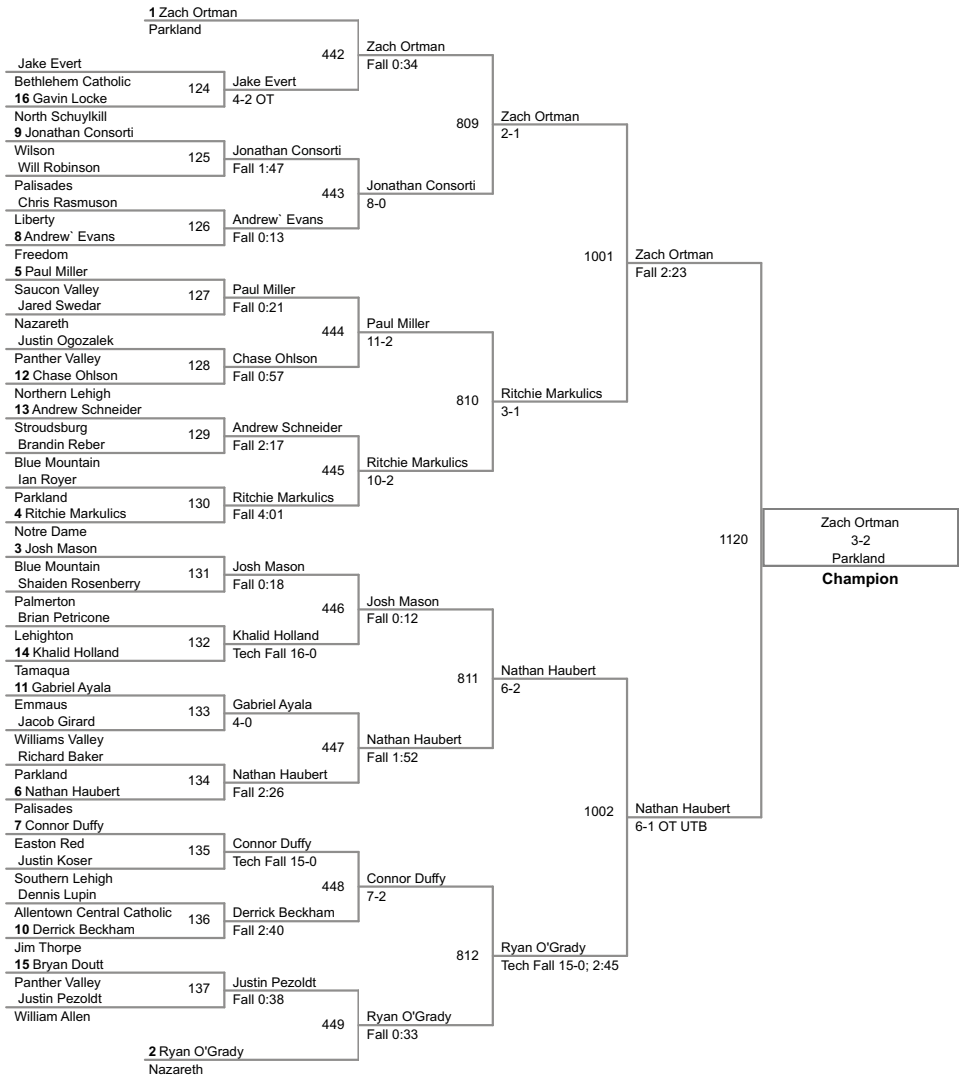 1 Zach Ortman
Parkland
442
Zach Ortman
Fall 0:34
Jake Evert
Bethlehem Catholic
124
Jake Evert
4-2 OT
16 Gavin Locke
North Schuylkill
809
Zach Ortman
2-1
9 Jonathan Consorti
Wilson
125
Jonathan Consorti
Fall 1:47
Will Robinson
Palisades
443
Jonathan Consorti
8-0
Chris Rasmuson
Liberty
126
Andrew` Evans
Fall 0:13
8 Andrew` Evans
Freedom
1001
Zach Ortman
Fall 2:23
5 Paul Miller
Saucon Valley
127
Paul Miller
Fall 0:21
Jared Swedar
Nazareth
444
Paul Miller
11-2
Justin Ogozalek
Panther Valley
128
Chase Ohlson
Fall 0:57
12 Chase Ohlson
Northern Lehigh
810
Ritchie Markulics
3-1
13 Andrew Schneider
Stroudsburg
129
Andrew Schneider
Fall 2:17
Brandin Reber
Blue Mountain
445
Ritchie Markulics
10-2
Ian Royer
Parkland
130
Ritchie Markulics
Fall 4:01
4 Ritchie Markulics
Notre Dame
1120
Zach Ortman
3-2
Parkland
Champion
3 Josh Mason
Blue Mountain
131
Josh Mason
Fall 0:18
Shaiden Rosenberry
Palmerton
446
Josh Mason
Fall 0:12
Brian Petricone
Lehighton
132
Khalid Holland
Tech Fall 16-0
14 Khalid Holland
Tamaqua
811
Nathan Haubert
6-2
11 Gabriel Ayala
Emmaus
133
Gabriel Ayala
4-0
Jacob Girard
Williams Valley
447
Nathan Haubert
Fall 1:52
Richard Baker
Parkland
134
Nathan Haubert
Fall 2:26
6 Nathan Haubert
Palisades
1002
Nathan Haubert
6-1 OT UTB
7 Connor Duffy
Easton Red
135
Connor Duffy
Tech Fall 15-0
Justin Koser
Southern Lehigh
448
Connor Duffy
7-2
Dennis Lupin
Allentown Central Catholic
136
Derrick Beckham
Fall 2:40
10 Derrick Beckham
Jim Thorpe
812
Ryan O'Grady
Tech Fall 15-0; 2:45
15 Bryan Doutt
Panther Valley
137
Justin Pezoldt
Fall 0:38
Justin Pezoldt
William Allen
449
Ryan O'Grady
Fall 0:33
2 Ryan O'Grady
Nazareth